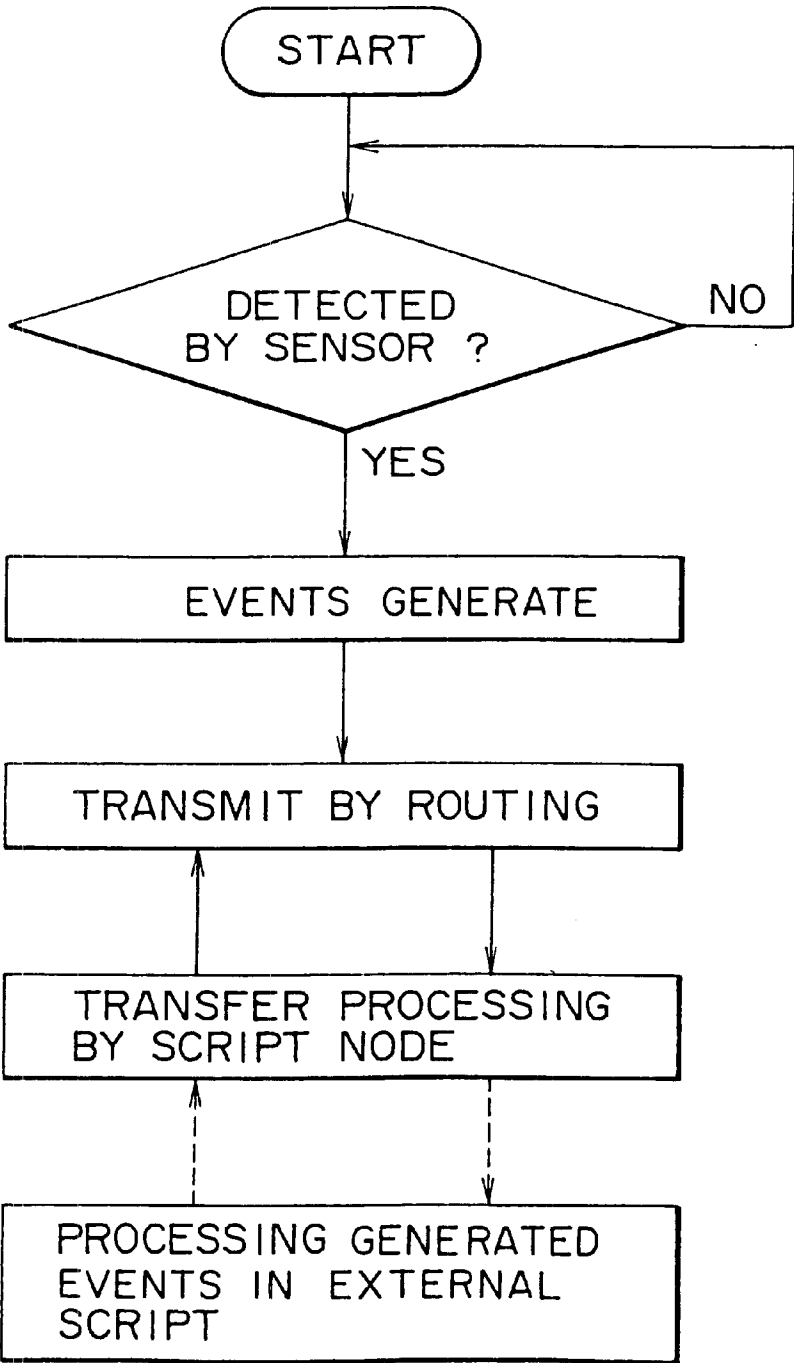 START
DETECTED
BY SENSOR ?
NO
YES
EVENTS GENERATE
TRANSMIT BY ROUTING
TRANSFER PROCESSING
BY SCRIPT NODE
PROCESSING GENERATED
EVENTS IN EXTERNAL
SCRIPT